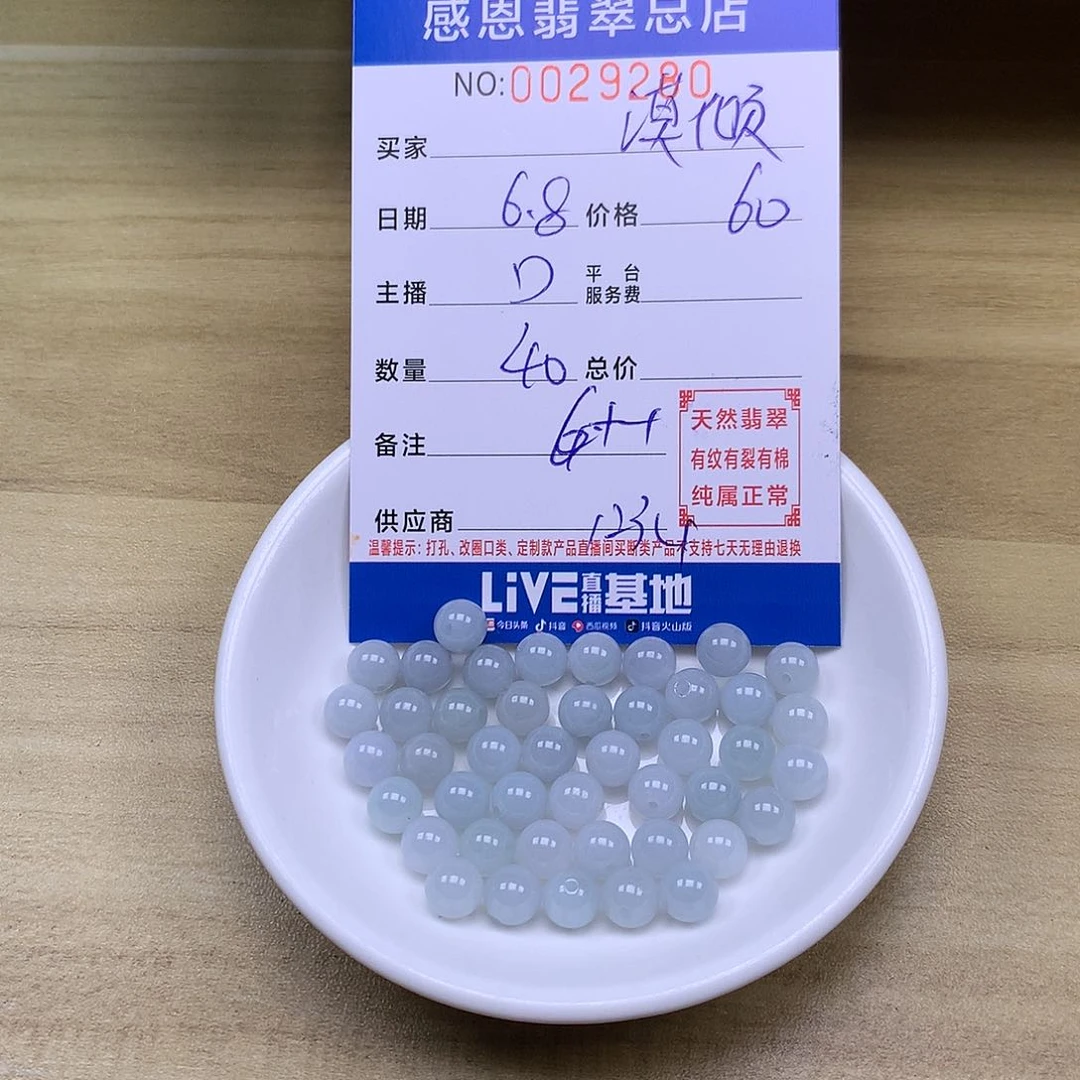 感恩翡翠总店
NO:0029280
买家 漠倾
日期 6.8 价格 60
主播 D 平台服务费
数量 40 总价
备注 6++
天然翡翠
有纹有裂有棉
纯属正常
供应商 1234
温馨提示：打孔、改圈口类、定制款产品直播间买断类产品不支持七天无理由退换
LiVE直播基地
今日头条 抖音 西瓜视频 抖音火山版